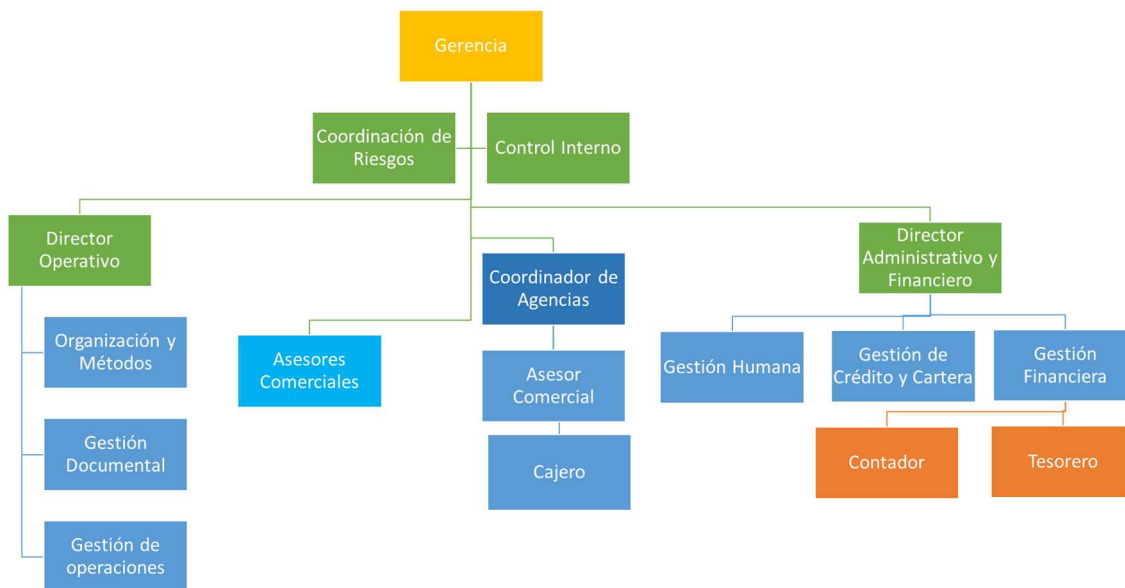 Gerencia
Coordinación de
Riesgos
Control Interno
Director
Operativo
Director
Administrativo y
Financiero
Coordinador de
Agencias
Organización y
Métodos
Asesores
Comerciales
Asesor
Comercial
Gestión Humana
Gestión de
Crédito y Cartera
Gestión
Financiera
Gestión
Documental
Cajero
Contador
Tesorero
Gestión de
operaciones